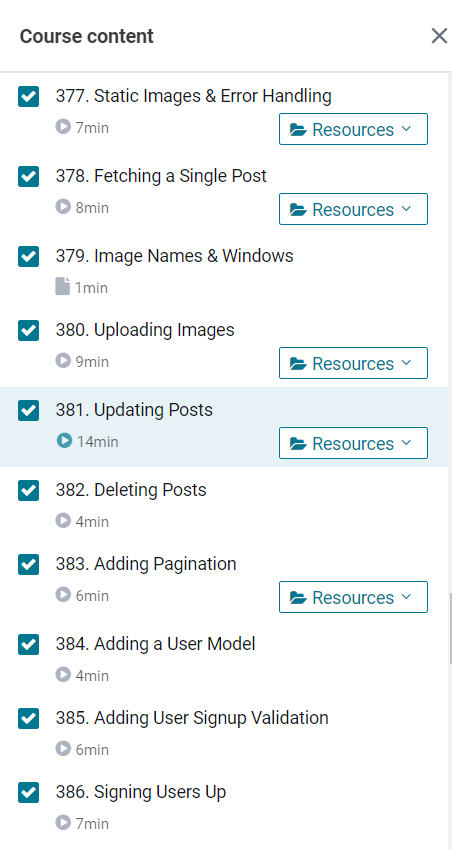 Course content
377. Static Images & Error Handling
7min
Resources
378. Fetching a Single Post
8min
Resources
379. Image Names & Windows
1min
380. Uploading Images
9min
Resources
381. Updating Posts
14min
Resources
382. Deleting Posts
4min
383. Adding Pagination
6min
Resources
384. Adding a User Model
4min
385. Adding User Signup Validation
6min
386. Signing Users Up
7min